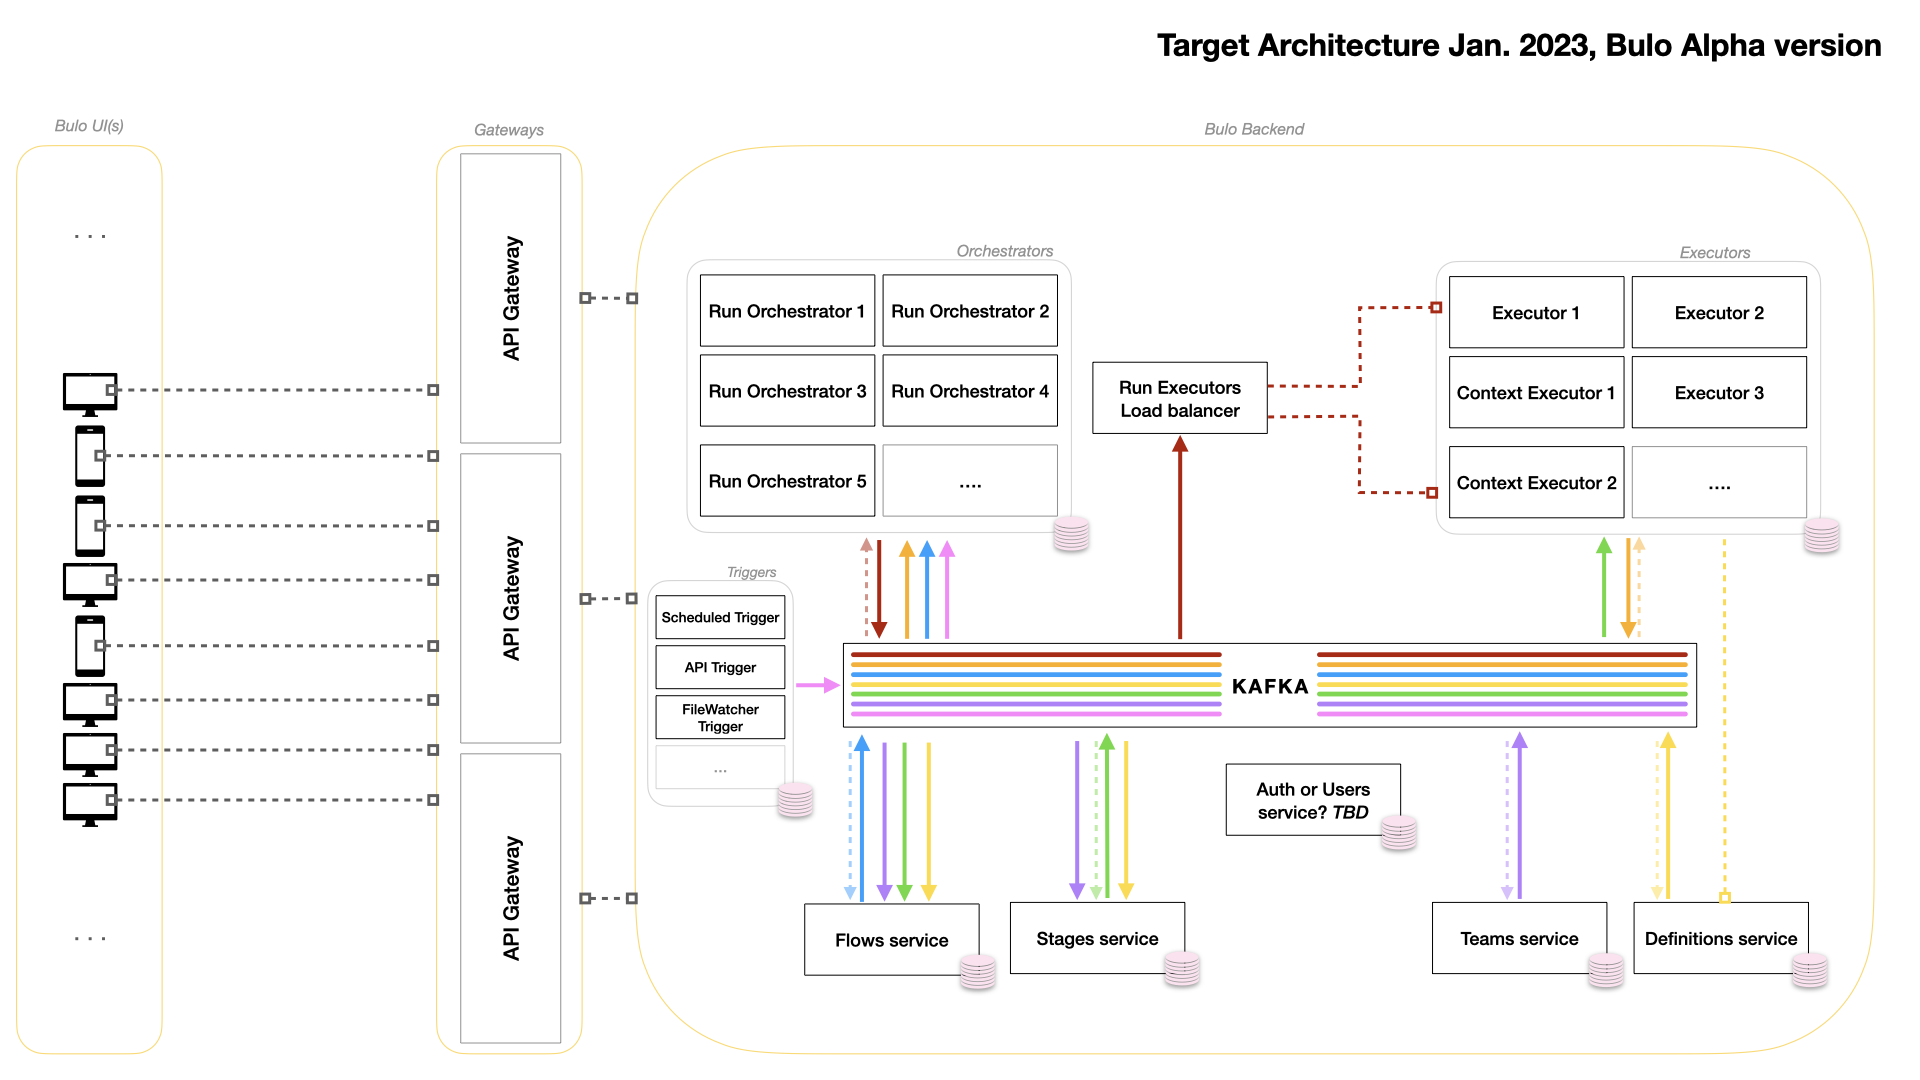 Target Architecture Jan. 2023, Bulo Alpha version
Bulo UI(s)
Gateways
Bulo Backend
. . .
. . .
API Gateway
API Gateway
API Gateway
Orchestrators
Run Orchestrator 1
Run Orchestrator 2
Run Orchestrator 3
Run Orchestrator 4
Run Orchestrator 5
....
Run Executors
Load balancer
Executors
Executor 1
Executor 2
Context Executor 1
Executor 3
Context Executor 2
....
Triggers
Scheduled Trigger
API Trigger
FileWatcher
Trigger
...
KAFKA
Auth or Users
service? TBD
Flows service
Stages service
Teams service
Definitions service